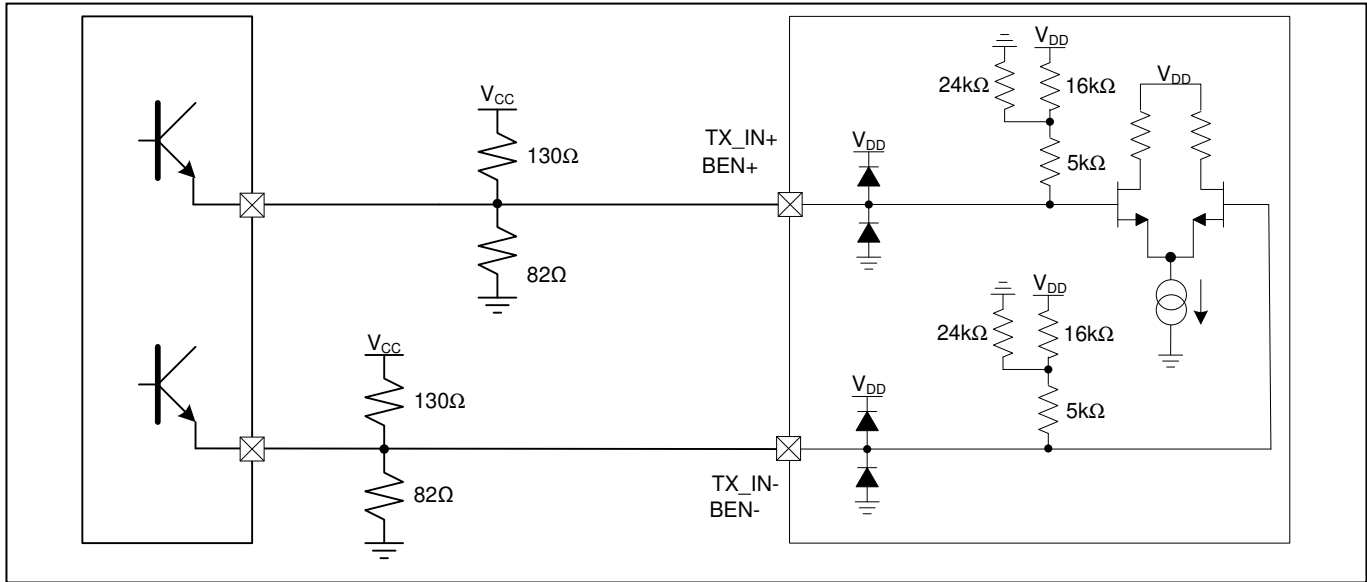 V_DD
24kΩ 16kΩ
V_DD
V_CC
TX_IN+
BEN+
V_DD
130Ω
5kΩ
82Ω
V_DD
24kΩ 16kΩ
V_CC
V_DD
130Ω
5kΩ
TX_IN-
BEN-
82Ω